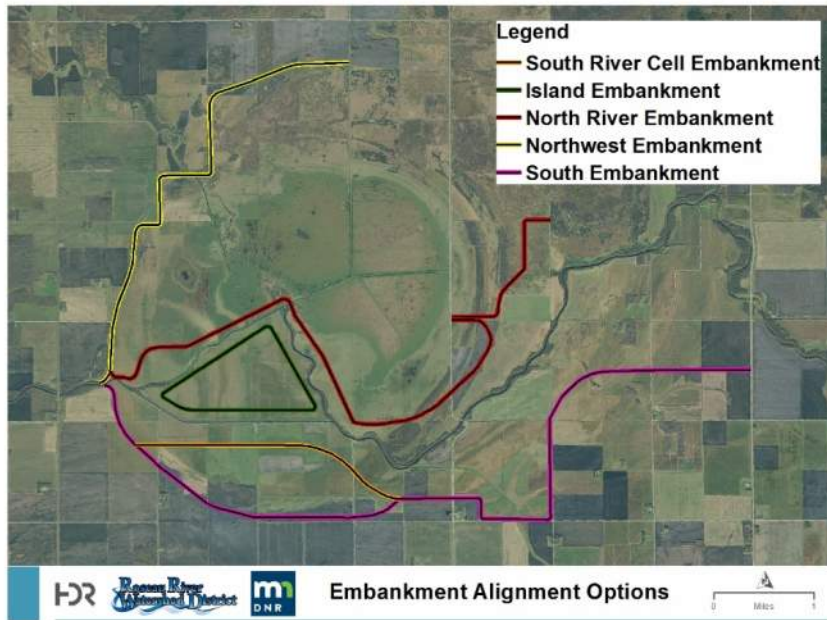 Legend
South River Cell Embankment
Island Embankment
North River Embankment
Northwest Embankment
South Embankment
HDR
Roseau River
Watershed District
mn
DNR
Embankment Alignment Options
0 Miles 1